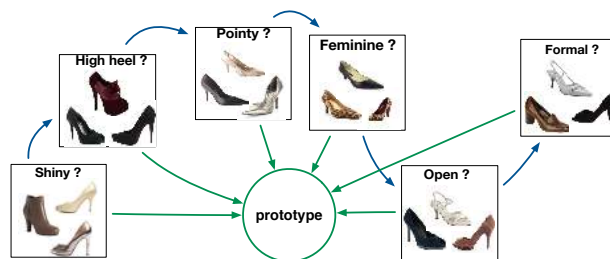 Shiny ?
High heel ?
Pointy ?
Feminine ?
Open ?
Formal ?
prototype